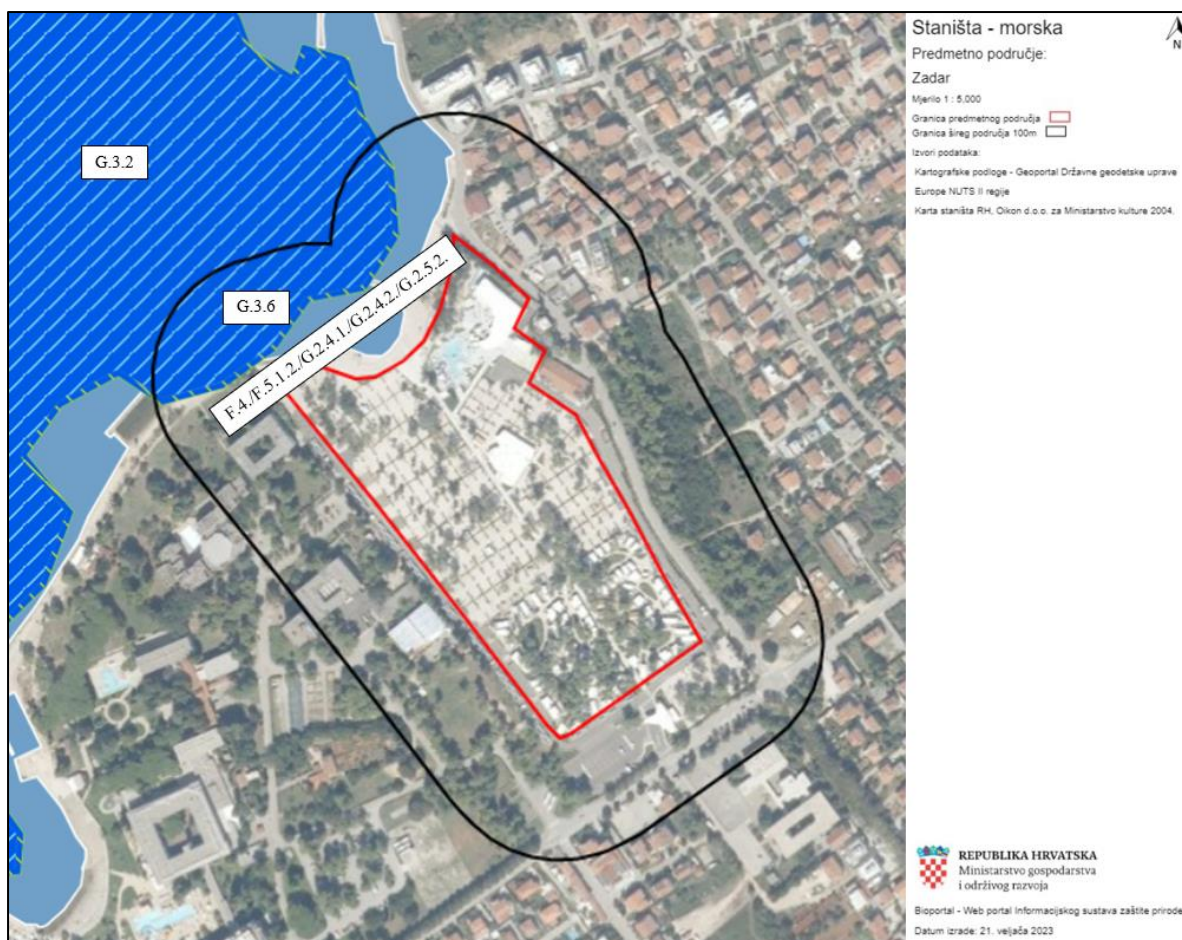 G.3.2
G.3.6
F.4./F.5.1.2./G.2.4.1./G.2.4.2./G.2.5.2.
Staništa - morska
N
Predmetno područje:
Zadar
Mjerilo 1 : 5.000
Granica predmetnog područja
Granica šireg područja 100m
Izvori podataka:
Kartografske podloge - Geoportal Državne geodetske uprave
Europe NUTS II regije
Karta staništa RH, Oikon d.o.o. za Ministarstvo kulture 2004.
REPUBLIKA HRVATSKA
Ministarstvo gospodarstva
i održivog razvoja
Bioportal - Web portal Informacijskog sustava zaštite prirode
Datum izrade: 21. veljača 2023